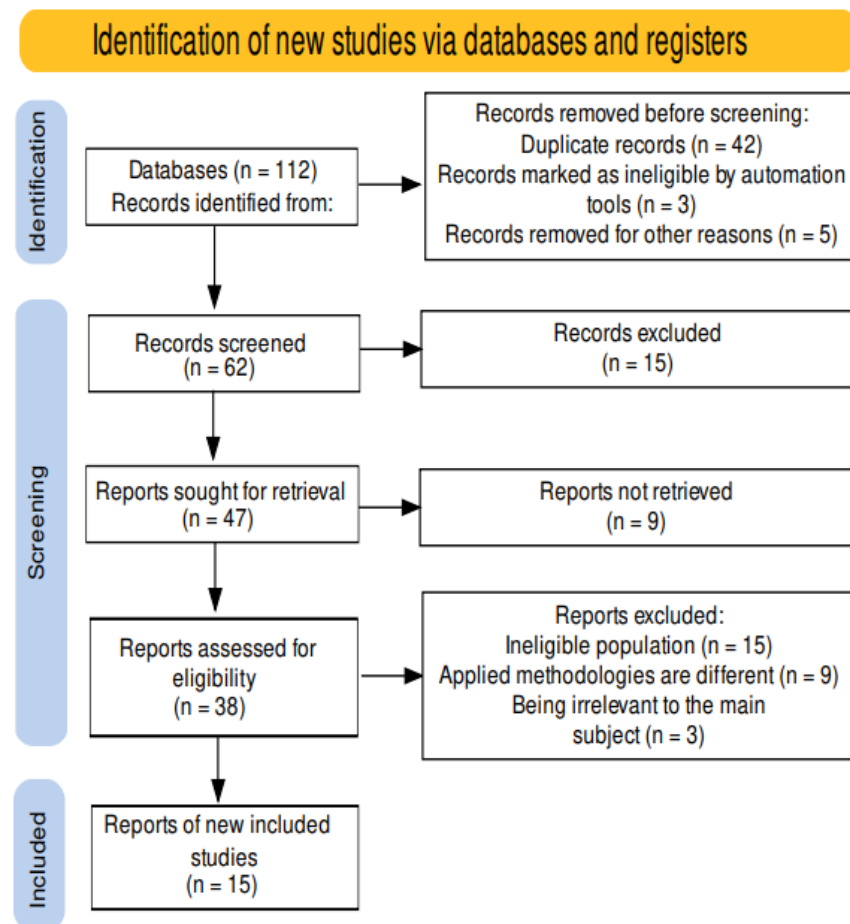 Identification of new studies via databases and registers
Identification
Databases (n = 112)
Records identified from:
Records removed before screening:
Duplicate records (n = 42)
Records marked as ineligible by automation
tools (n = 3)
Records removed for other reasons (n = 5)
Screening
Records screened
(n = 62)
Records excluded
(n = 15)
Reports sought for retrieval
(n = 47)
Reports not retrieved
(n = 9)
Reports assessed for
eligibility
(n = 38)
Reports excluded:
Ineligible population (n = 15)
Applied methodologies are different (n = 9)
Being irrelevant to the main
subject (n = 3)
Included
Reports of new included
studies
(n = 15)